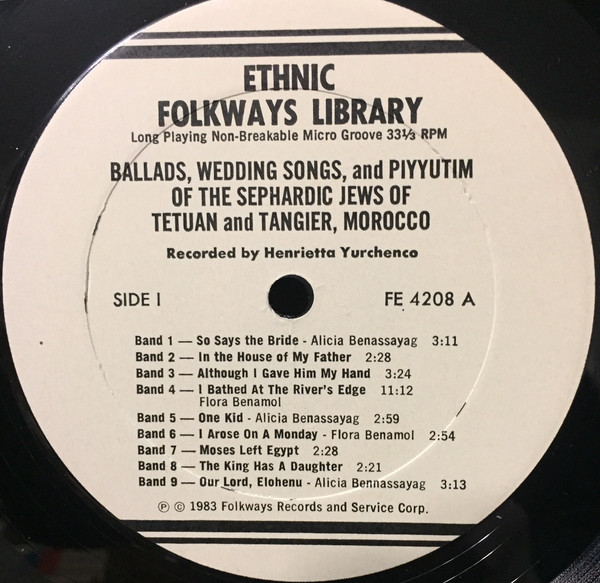 ETHNIC
FOLKWAYS LIBRARY
Long Playing Non-Breakable Micro Groove 33⅓ RPM
BALLADS, WEDDING SONGS, and PIYYUTIM
OF THE SEPHARDIC JEWS OF
TETUAN and TANGIER, MOROCCO
Recorded by Henrietta Yurchenco
SIDE I FE 4208 A
Band 1 — So Says the Bride - Alicia Benassayag 3:11
Band 2 — In the House of My Father 2:28
Band 3 — Although I Gave Him My Hand 3:24
Band 4 — I Bathed At The River's Edge 11:12
Flora Benamol
Band 5 — One Kid - Alicia Benassayag 2:59
Band 6 — I Arose On A Monday - Flora Benamol 2:54
Band 7 — Moses Left Egypt 2:28
Band 8 — The King Has A Daughter 2:21
Band 9 — Our Lord, Elohenu - Alicia Bennassayag 3:13
℗ © 1983 Folkways Records and Service Corp.